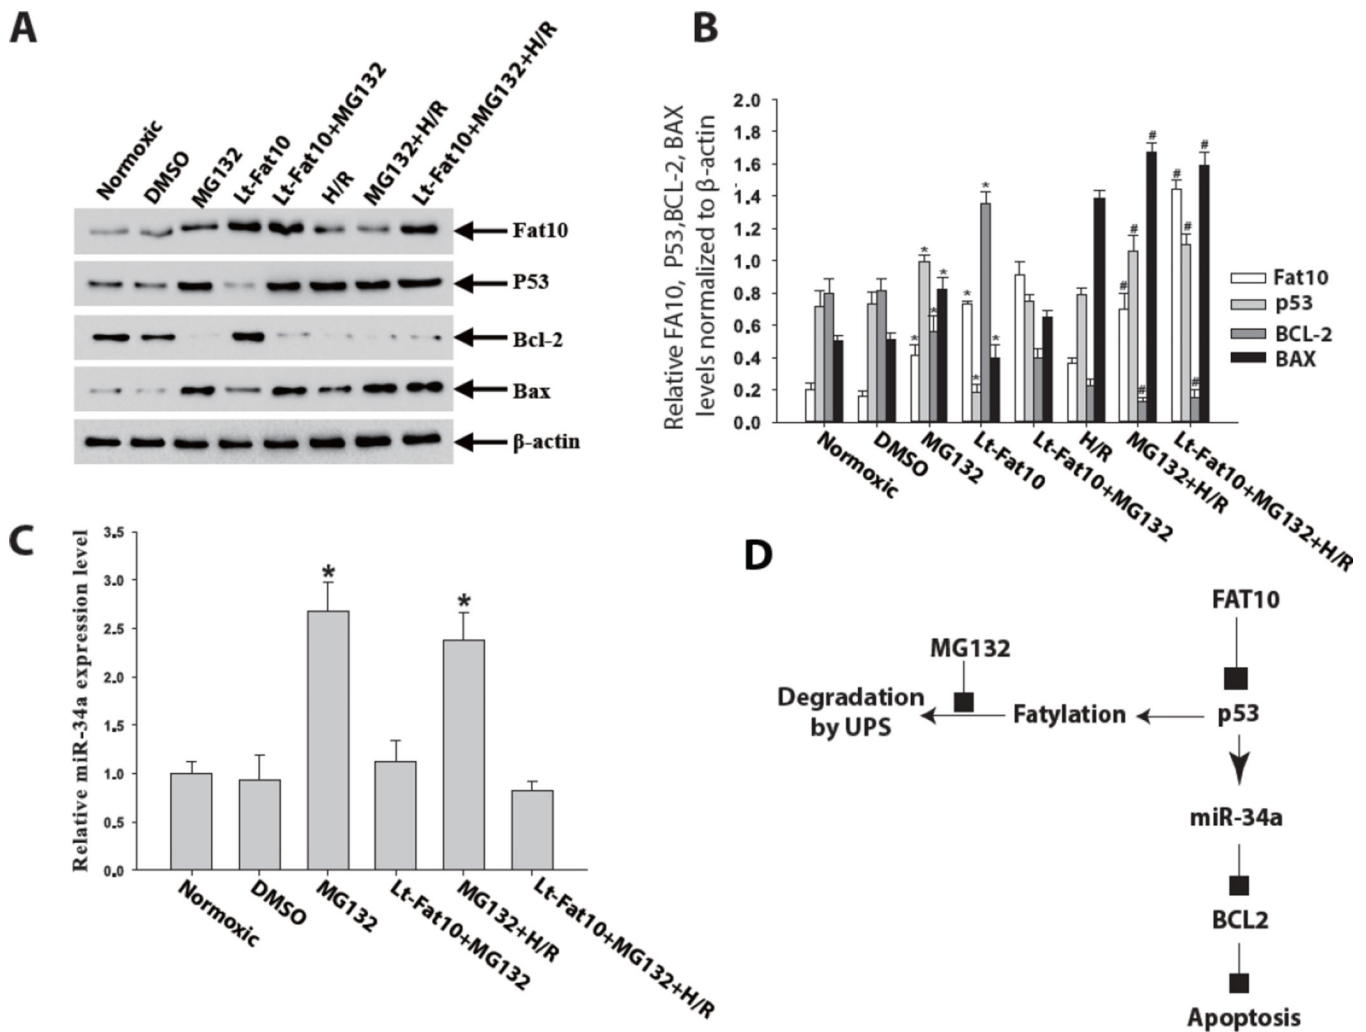 A
Normoxic
DMSO
MG132
Lt-Fat10
Lt-Fat10+MG132
H/R
MG132+H/R
Lt-Fat10+MG132+H/R
Fat10
P53
Bcl-2
Bax
β-actin
B
Relative FA10, P53,BCL-2, BAX
levels normalized to β-actin
2.0
1.8
1.6
1.4
1.2
1.0
0.8
0.6
0.4
0.2
0.0
* * * *
* * * *
# # # #
# # # #
Normoxic
DMSO
MG132
Lt-Fat10
Lt-Fat10+MG132
H/R
MG132+H/R
Lt-Fat10+MG132+H/R
Fat10
p53
BCL-2
BAX
C
Relative miR-34a expression level
3.5
3.0
2.5
2.0
1.5
1.0
0.5
0.0
*
*
Normoxic
DMSO
MG132
Lt-Fat10+MG132
MG132+H/R
Lt-Fat10+MG132+H/R
D
FAT10
MG132
Degradation
by UPS
Fatylation
p53
miR-34a
BCL2
Apoptosis